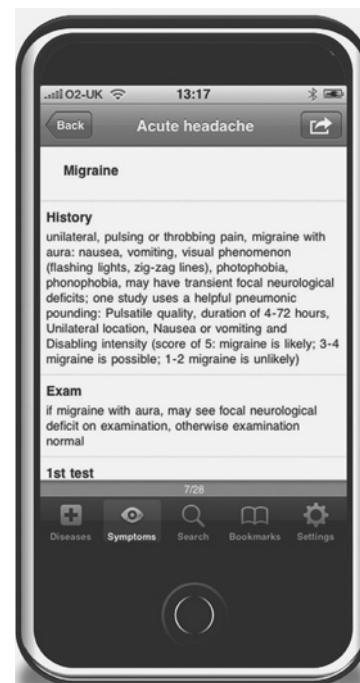 O2-UK 13:17
Back Acute headache
Migraine
History
unilateral, pulsing or throbbing pain, migraine with
aura: nausea, vomiting, visual phenomenon
(flashing lights, zig-zag lines), photophobia,
phonophobia, may have transient focal neurological
deficits; one study uses a helpful pneumonic
pounding: Pulsatile quality, duration of 4-72 hours,
Unilateral location, Nausea or vomiting and
Disabling intensity (score of 5: migraine is likely; 3-4
migraine is possible; 1-2 migraine is unlikely)
Exam
if migraine with aura, may see focal neurological
deficit on examination, otherwise examination
normal
1st test
7/28
Diseases Symptoms Search Bookmarks Settings